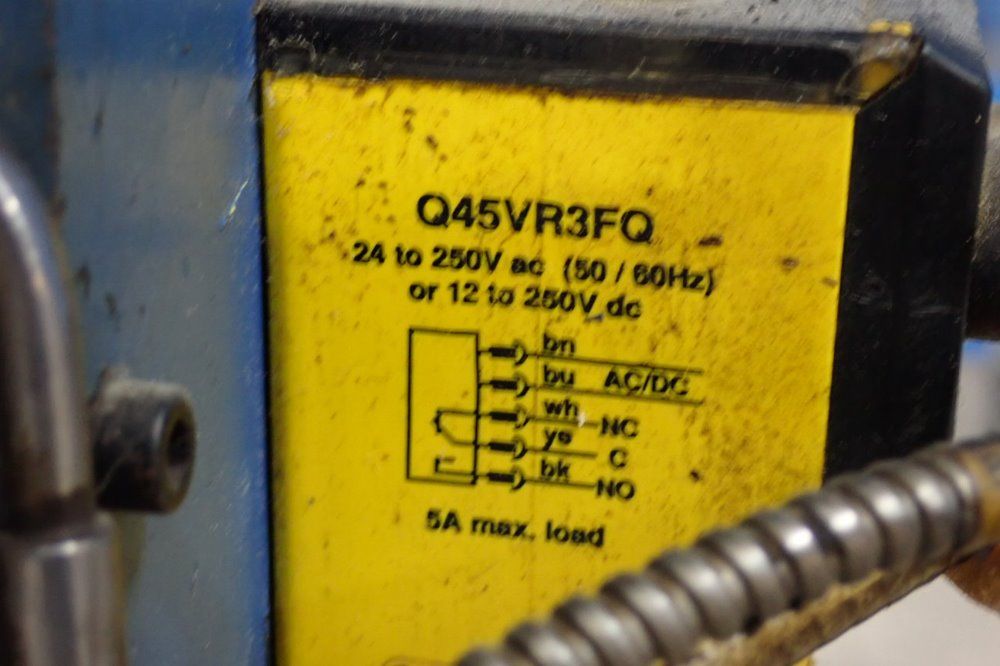 Q45VR3FQ
24 to 250V ac (50 / 60Hz)
or 12 to 250V dc
bn
bu AC/DC
wh NC
ye C
bk NO
5A max. load